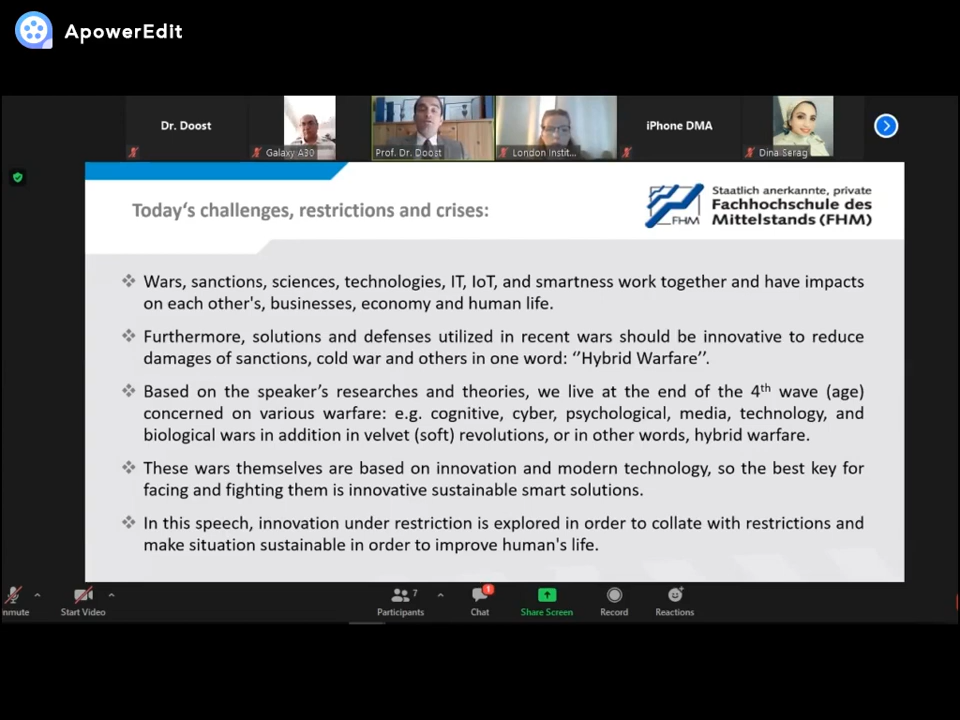 ApowerEdit
Dr. Doost
Galaxy A30
Prof. Dr. Doost
London Instit...
iPhone DMA
Dina Serag
Today's challenges, restrictions and crises:
FHM
Staatlich anerkannte, private
Fachhochschule des
Mittelstands (FHM)
Wars, sanctions, sciences, technologies, IT, IoT, and smartness work together and have impacts
on each other's, businesses, economy and human life.
Furthermore, solutions and defenses utilized in recent wars should be innovative to reduce
damages of sanctions, cold war and others in one word: ‘’Hybrid Warfare’’.
Based on the speaker’s researches and theories, we live at the end of the 4th wave (age)
concerned on various warfare: e.g. cognitive, cyber, psychological, media, technology, and
biological wars in addition in velvet (soft) revolutions, or in other words, hybrid warfare.
These wars themselves are based on innovation and modern technology, so the best key for
facing and fighting them is innovative sustainable smart solutions.
In this speech, innovation under restriction is explored in order to collate with restrictions and
make situation sustainable in order to improve human's life.
nmute
Start Video
7
Participants
1
Chat
Share Screen
Record
Reactions